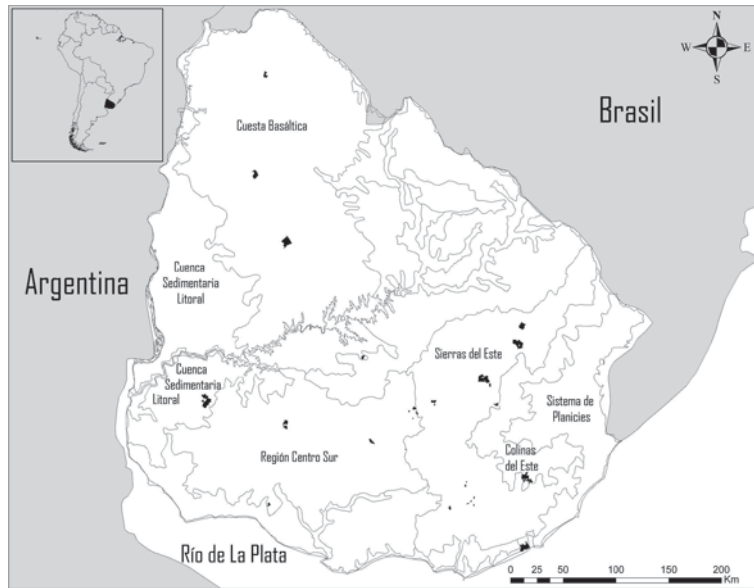 N
W E
S
Brasil
Cuesta Basáltica
Argentina
Cuenca
Sedimentaria
Litoral
Sierras del Este
Cuenca
Sedimentaria
Litoral
Sistema de
Planicies
Región Centro Sur
Colinas
del Este
Río de La Plata
0 25 50 100 150 200
Km